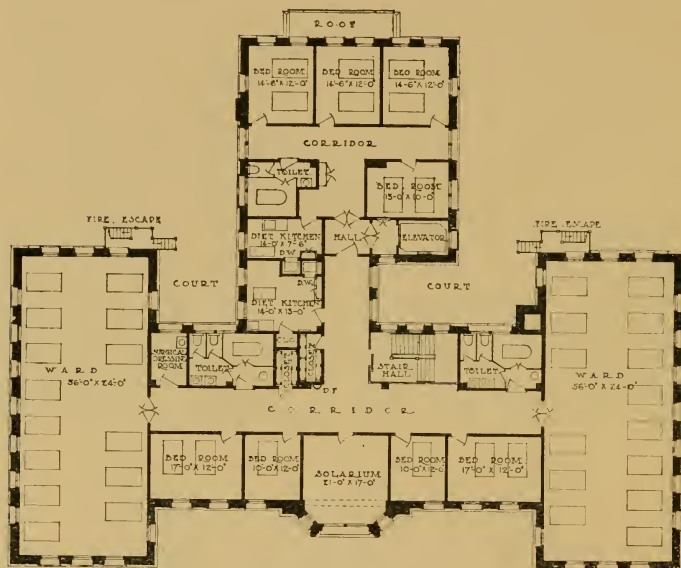 ROOF
BED ROOM
14'-6" X 12'-0"
BED ROOM
14'-6" X 12'-0"
BED ROOM
14'-6" X 12'-0"
CORRIDOR
TOILET
BED ROOM
13'-0" X 10'-0"
FIRE ESCAPE
FIRE ESCAPE
DIET KITCHEN
14'-0" X 7'-6"
HALL
ELEVATOR
D.W.
COURT
COURT
D.W.
DIET KITCHEN
14'-0" X 13'-0"
SURGICAL
DRESSING
ROOM
CLO.
WARD
56'-0" X 24'-0"
TOILET
CLOSET
CLOSET
STAIR
HALL
TOILET
WARD
56'-0" X 24'-0"
D.F.
CORRIDOR
BED ROOM
17'-0" X 12'-0"
BED ROOM
10'-0" X 12'-0"
SOLARIUM
21'-0" X 17'-0"
BED ROOM
10'-0" X 12'-0"
BED ROOM
17'-0" X 12'-0"